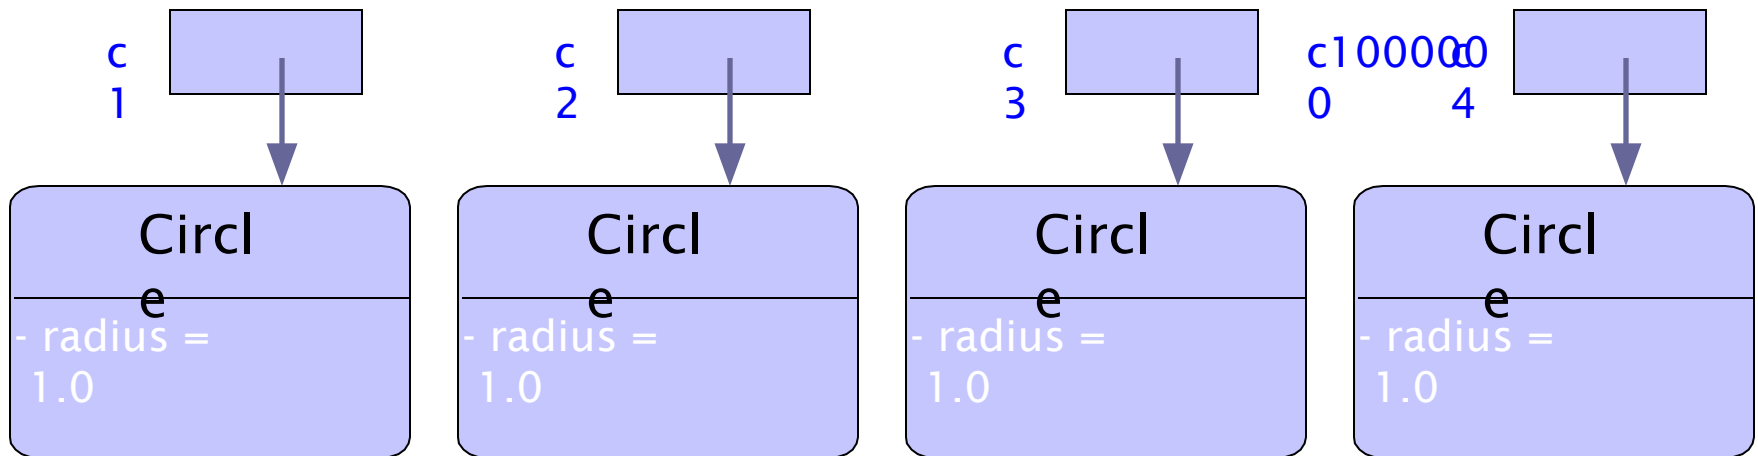 c
1
c
2
c
3
c100000
0
c
4
Circl
e
- radius =
1.0
Circl
e
- radius =
1.0
Circl
e
- radius =
1.0
Circl
e
- radius =
1.0